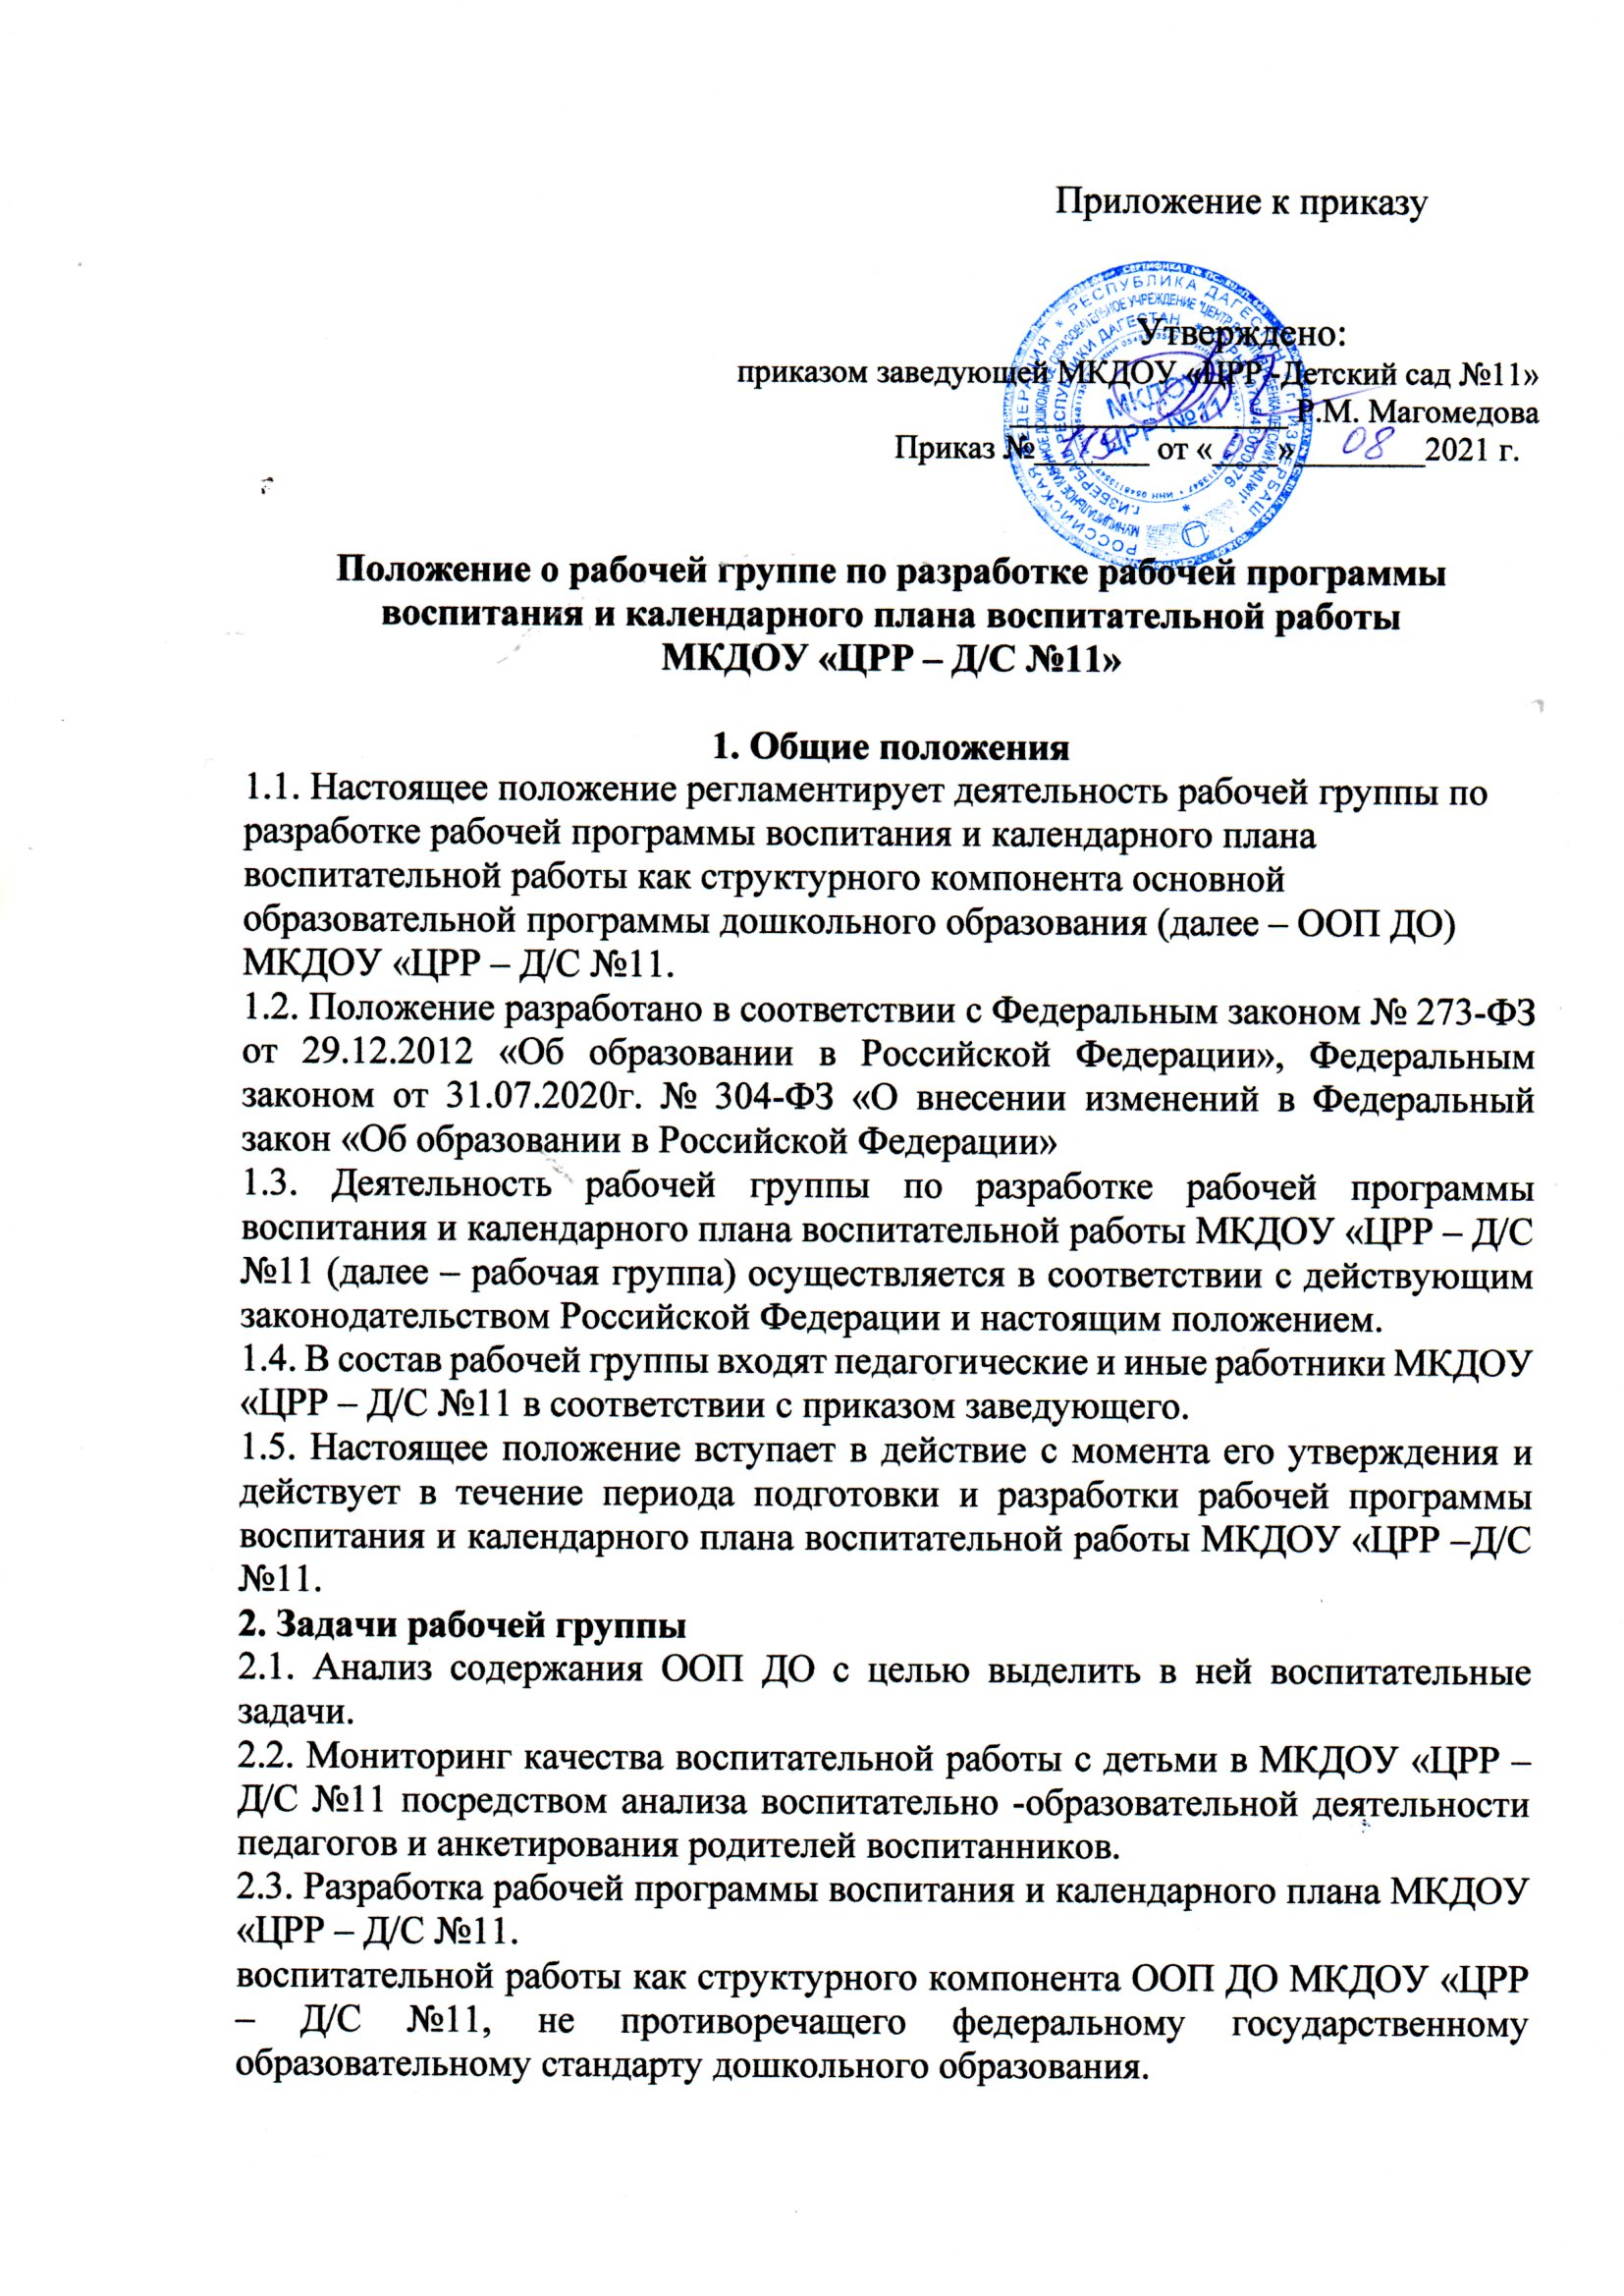 Приложение к приказу
Утверждено:
приказом заведующей МКДОУ «ЦРР–Детский сад №11»
Р.М. Магомедова
Приказ № от « » 08 2021 г.
МКДОУ
ЦРР №11
Положение о рабочей группе по разработке рабочей программы
воспитания и календарного плана воспитательной работы
МКДОУ «ЦРР – Д/С №11»
1. Общие положения
1.1. Настоящее положение регламентирует деятельность рабочей группы по
разработке рабочей программы воспитания и календарного плана
воспитательной работы как структурного компонента основной
образовательной программы дошкольного образования (далее – ООП ДО)
МКДОУ «ЦРР – Д/С №11.
1.2. Положение разработано в соответствии с Федеральным законом № 273-ФЗ
от 29.12.2012 «Об образовании в Российской Федерации», Федеральным
законом от 31.07.2020г. № 304-ФЗ «О внесении изменений в Федеральный
закон «Об образовании в Российской Федерации»
1.3. Деятельность рабочей группы по разработке рабочей программы
воспитания и календарного плана воспитательной работы МКДОУ «ЦРР – Д/С
№11 (далее – рабочая группа) осуществляется в соответствии с действующим
законодательством Российской Федерации и настоящим положением.
1.4. В состав рабочей группы входят педагогические и иные работники МКДОУ
«ЦРР – Д/С №11 в соответствии с приказом заведующего.
1.5. Настоящее положение вступает в действие с момента его утверждения и
действует в течение периода подготовки и разработки рабочей программы
воспитания и календарного плана воспитательной работы МКДОУ «ЦРР –Д/С
№11.
2. Задачи рабочей группы
2.1. Анализ содержания ООП ДО с целью выделить в ней воспитательные
задачи.
2.2. Мониторинг качества воспитательной работы с детьми в МКДОУ «ЦРР –
Д/С №11 посредством анализа воспитательно -образовательной деятельности
педагогов и анкетирования родителей воспитанников.
2.3. Разработка рабочей программы воспитания и календарного плана МКДОУ
«ЦРР – Д/С №11.
воспитательной работы как структурного компонента ООП ДО МКДОУ «ЦРР
– Д/С №11, не противоречащего федеральному государственному
образовательному стандарту дошкольного образования.